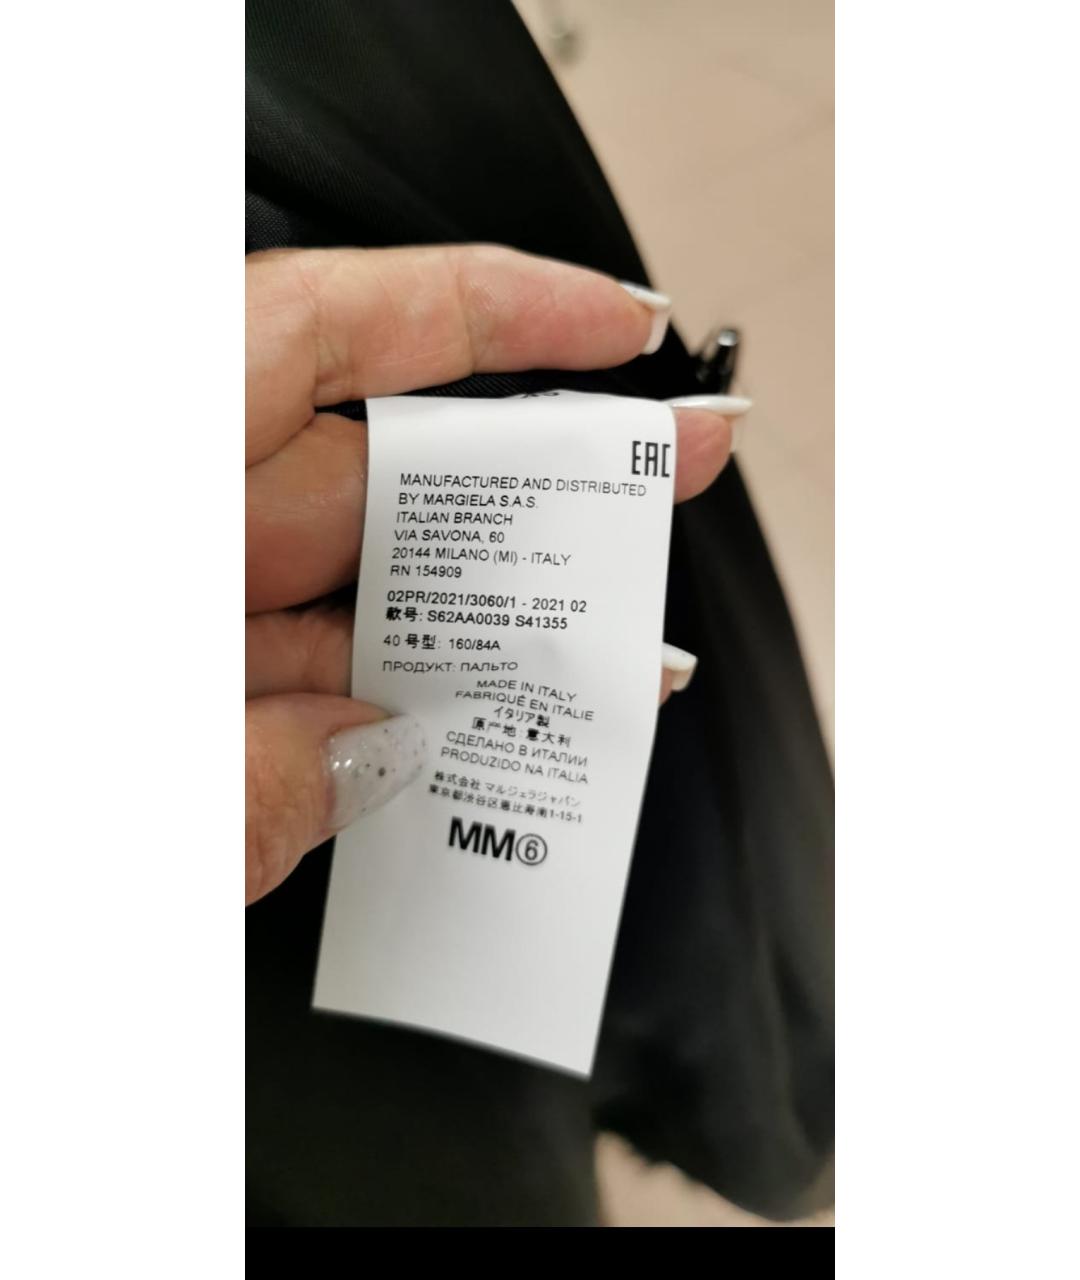 EAC
MANUFACTURED AND DISTRIBUTED
BY MARGIELA S.A.S.
ITALIAN BRANCH
VIA SAVONA, 60
20144 MILANO (MI) - ITALY
RN 154909
02PR/2021/3060/1 - 2021 02
款号: S62AA0039 S41355
40 号型: 160/84A
ПРОДУКТ: ПАЛЬТО
MADE IN ITALY
FABRIQUÉ EN ITALIE
イタリア製
原产地: 意大利
СДЕЛАНО В ИТАЛИИ
PRODUZIDO NA ITALIA
株式会社 マルジェラジャパン
東京都渋谷区恵比寿南1-15-1
MM⑥